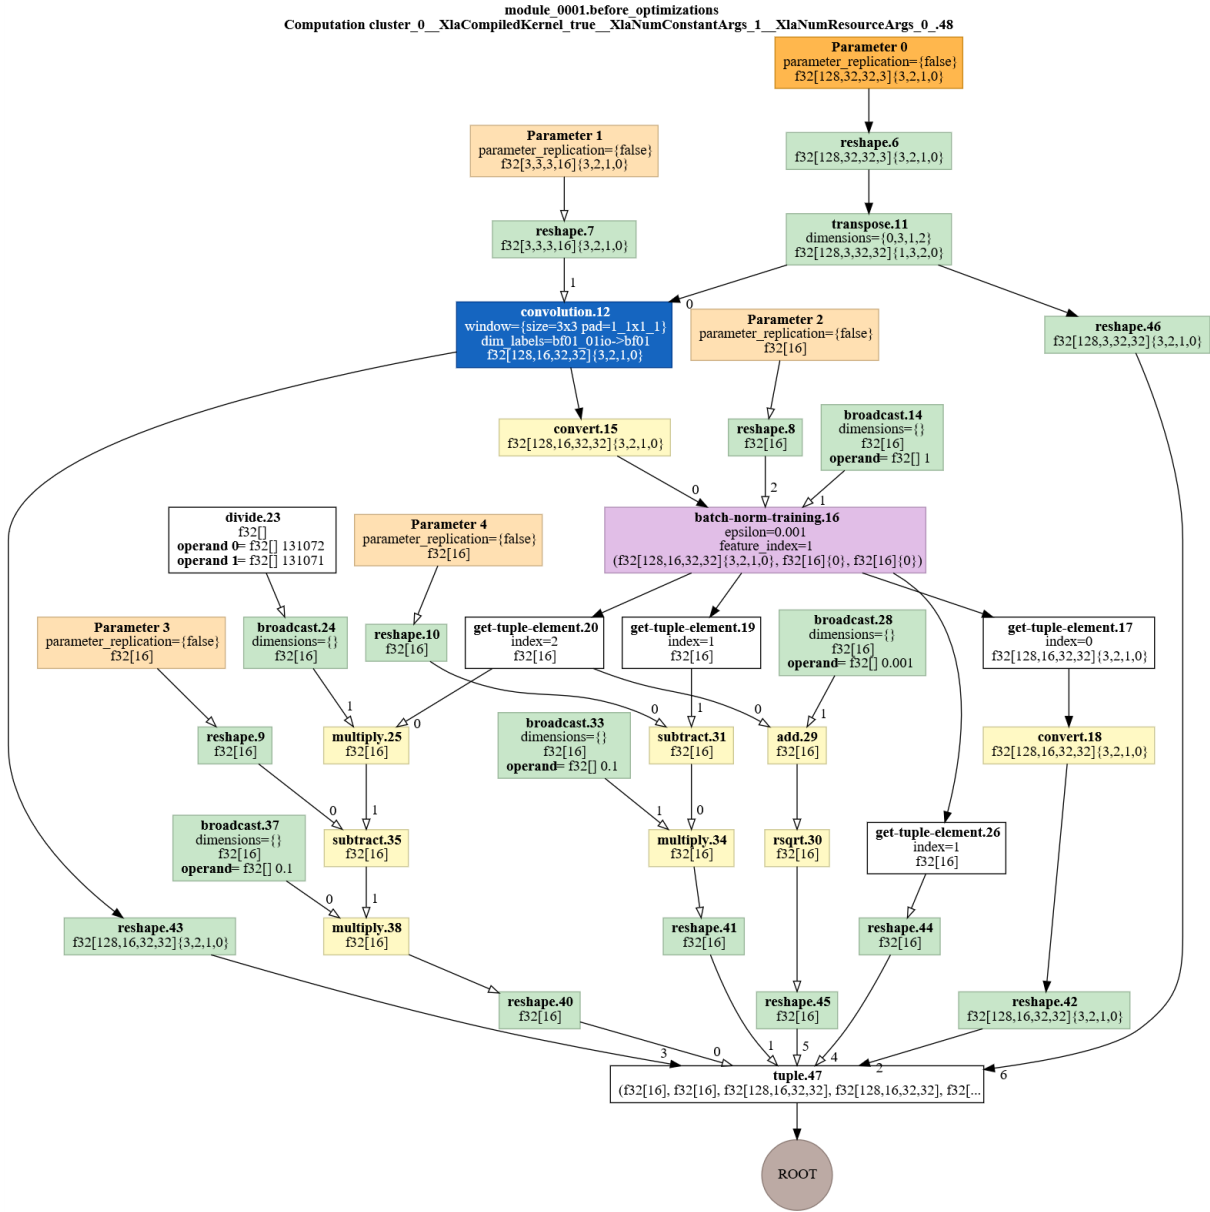 module_0001.before_optimizations
Computation cluster_0__XlaCompiledKernel_true__XlaNumConstantArgs_1__XlaNumResourceArgs_0_.48
Parameter 0
parameter_replication={false}
f32[128,32,32,3]{3,2,1,0}
Parameter 1
parameter_replication={false}
f32[3,3,3,16]{3,2,1,0}
reshape.6
f32[128,32,32,3]{3,2,1,0}
reshape.7
f32[3,3,3,16]{3,2,1,0}
transpose.11
dimensions={0,3,1,2}
f32[128,3,32,32]{1,3,2,0}
1
0
convolution.12
window={size=3x3 pad=1_1x1_1}
dim_labels=bf01_01io->bf01
f32[128,16,32,32]{3,2,1,0}
Parameter 2
parameter_replication={false}
f32[16]
reshape.46
f32[128,3,32,32]{3,2,1,0}
convert.15
f32[128,16,32,32]{3,2,1,0}
reshape.8
f32[16]
broadcast.14
dimensions={}
f32[16]
operand= f32[] 1
0
2
1
divide.23
f32[]
operand 0= f32[] 131072
operand 1= f32[] 131071
Parameter 4
parameter_replication={false}
f32[16]
batch-norm-training.16
epsilon=0.001
feature_index=1
(f32[128,16,32,32]{3,2,1,0}, f32[16]{0}, f32[16]{0})
Parameter 3
parameter_replication={false}
f32[16]
broadcast.24
dimensions={}
f32[16]
reshape.10
f32[16]
get-tuple-element.20
index=2
f32[16]
get-tuple-element.19
index=1
f32[16]
broadcast.28
dimensions={}
f32[16]
operand= f32[] 0.001
get-tuple-element.17
index=0
f32[128,16,32,32]{3,2,1,0}
1
0
0
1
0
1
reshape.9
f32[16]
multiply.25
f32[16]
broadcast.33
dimensions={}
f32[16]
operand= f32[] 0.1
subtract.31
f32[16]
add.29
f32[16]
convert.18
f32[128,16,32,32]{3,2,1,0}
0
1
1
0
broadcast.37
dimensions={}
f32[16]
operand= f32[] 0.1
subtract.35
f32[16]
multiply.34
f32[16]
rsqrt.30
f32[16]
get-tuple-element.26
index=1
f32[16]
0
1
reshape.43
f32[128,16,32,32]{3,2,1,0}
multiply.38
f32[16]
reshape.41
f32[16]
reshape.44
f32[16]
reshape.40
f32[16]
reshape.45
f32[16]
reshape.42
f32[128,16,32,32]{3,2,1,0}
3
0
1
5
4
2
6
tuple.47
(f32[16], f32[16], f32[128,16,32,32], f32[128,16,32,32], f32[...
ROOT